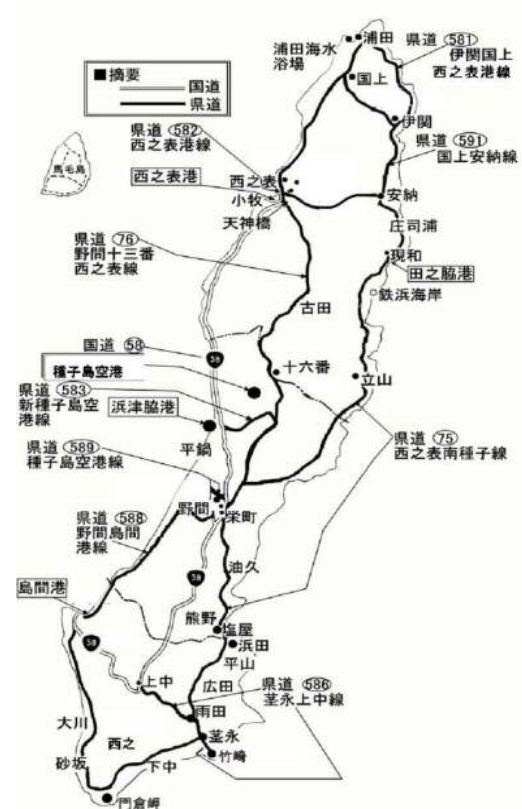 浦田
浦田海水
浴場
県道 581
伊関国上
西之表港線
国上
■摘要
国道
県道
伊関
県道 582
西之表港線
県道 591
国上安納線
馬毛島
西之表港
西之表
小牧
天神橋
安納
庄司浦
現和
田之脇港
県道 76
野間十三番
西之表線
鉄浜海岸
古田
国道 58
58
種子島空港
十六番
立山
県道 583
新種子島空
港線
浜津脇港
平鍋
県道 75
西之表南種子線
県道 589
種子島空港線
野間
栄町
県道 588
野間島間
港線
油久
58
島間港
熊野
塩屋
浜田
58
平山
上中
広田
県道 586
茎永上中線
大川
雨田
西之
茎永
砂坂
下中
竹崎
門倉岬